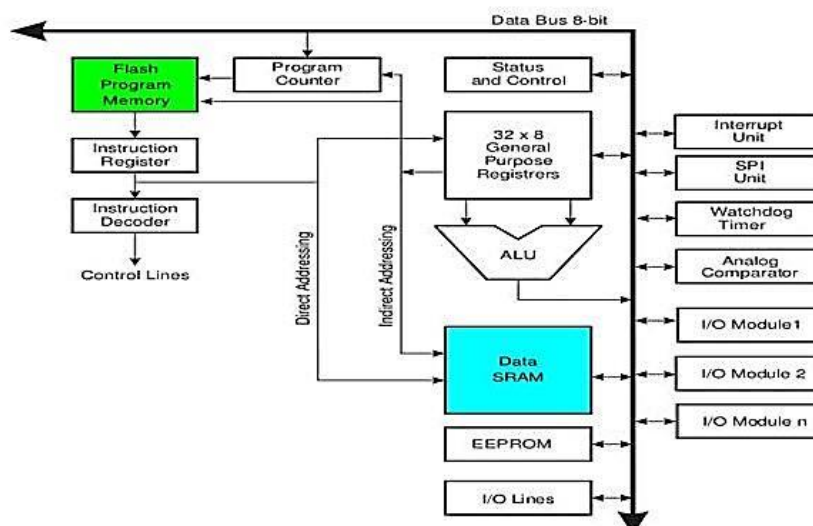 Data Bus 8-bit
Flash
Program
Memory
Program
Counter
Status
and Control
Instruction
Register
32 x 8
General
Purpose
Registrers
Interrupt
Unit
SPI
Unit
Instruction
Decoder
Watchdog
Timer
ALU
Analog
Comparator
Control Lines
Direct Addressing
Indirect Addressing
I/O Module1
Data
SRAM
I/O Module 2
I/O Module n
EEPROM
I/O Lines